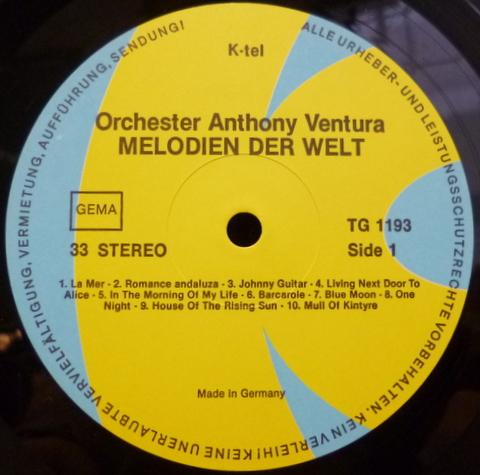 K-tel
Orchester Anthony Ventura
MELODIEN DER WELT
GEMA
33 STEREO
TG 1193
Side 1
1. La Mer - 2. Romance andaluza - 3. Johnny Guitar - 4. Living Next Door To
Alice - 5. In The Morning Of My Life - 6. Barcarole - 7. Blue Moon - 8. One
Night - 9. House Of The Rising Sun - 10. Mull Of Kintyre
Made in Germany
ALLE URHEBER- UND LEISTUNGSSCHUTZRECHTE VORBEHALTEN. KEIN VERLEIH! KEINE UNERLAUBTE VERVIELFÄLTIGUNG, VERMIETUNG, AUFFÜHRUNG, SENDUNG!